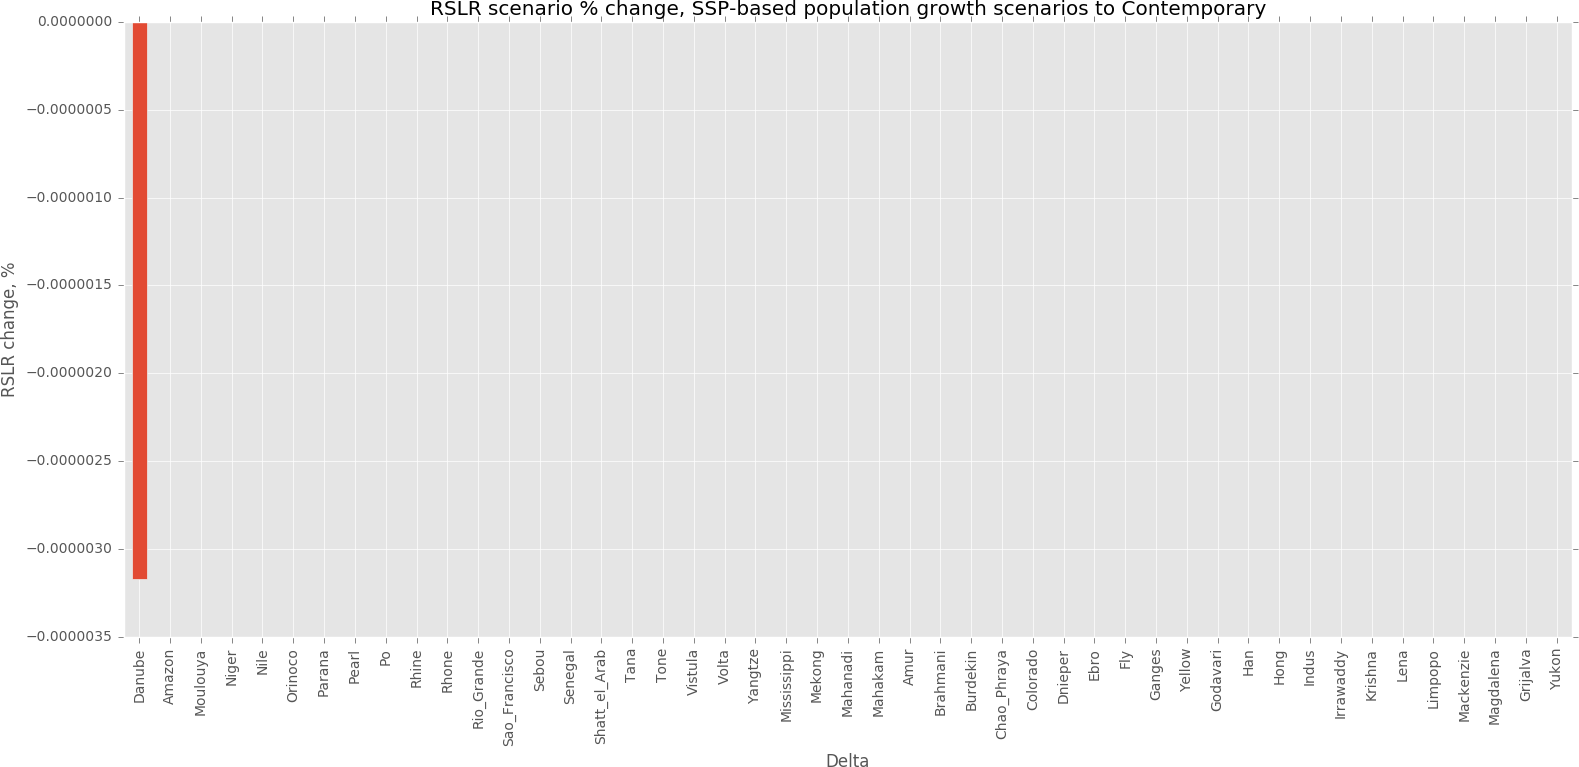 RSLR scenario % change, SSP-based population growth scenarios to Contemporary
0.0000000
−0.0000005
−0.0000010
−0.0000015
−0.0000020
−0.0000025
−0.0000030
−0.0000035
RSLR change, %
Danube
Amazon
Moulouya
Niger
Nile
Orinoco
Parana
Pearl
Po
Rhine
Rhone
Rio_Grande
Sao_Francisco
Sebou
Senegal
Shatt_el_Arab
Tana
Tone
Vistula
Volta
Yangtze
Mississippi
Mekong
Mahanadi
Mahakam
Amur
Brahmani
Burdekin
Chao_Phraya
Colorado
Dnieper
Ebro
Fly
Ganges
Yellow
Godavari
Han
Hong
Indus
Irrawaddy
Krishna
Lena
Limpopo
Mackenzie
Magdalena
Grijalva
Yukon
Delta